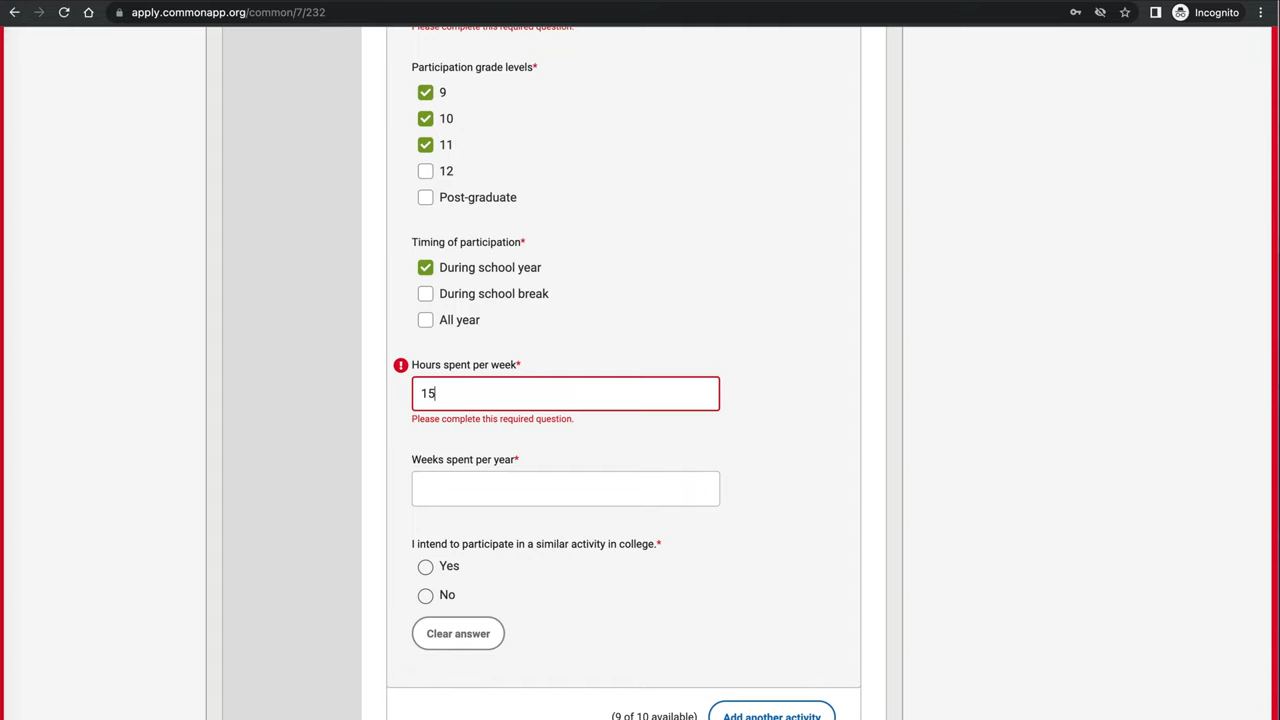 apply.commonapp.org/common/7/232
Incognito
Please complete this required question.
Participation grade levels*
9
10
11
12
Post-graduate
Timing of participation*
During school year
During school break
All year
Hours spent per week*
15
Please complete this required question.
Weeks spent per year*
I intend to participate in a similar activity in college.*
Yes
No
Clear answer
(9 of 10 available) Add another activity